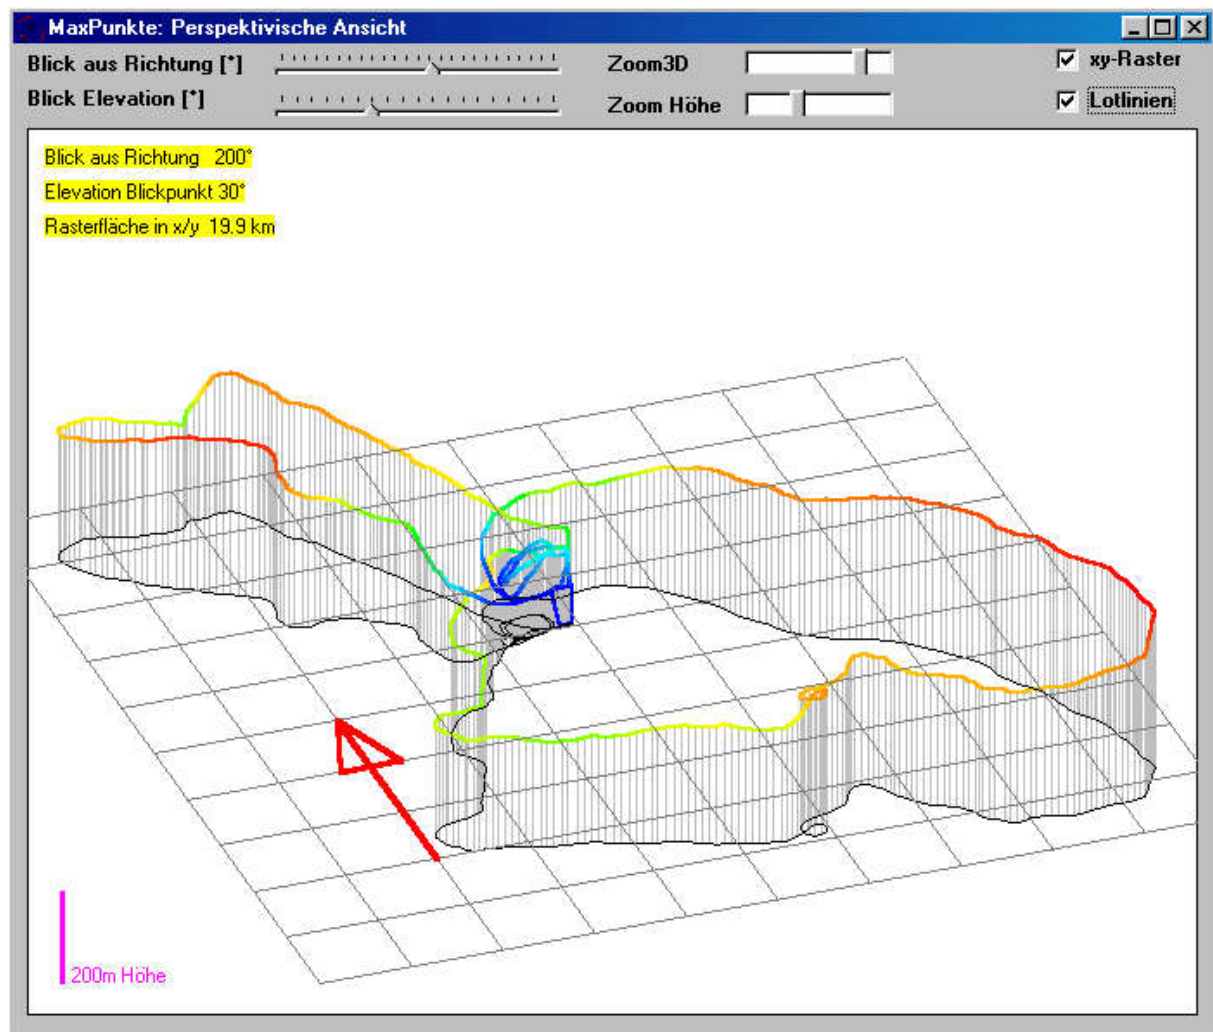 MaxPunkte: Perspektivische Ansicht
Blick aus Richtung [°]
Zoom3D
xy-Raster
Blick Elevation [°]
Zoom Höhe
Lotlinien
Blick aus Richtung 200°
Elevation Blickpunkt 30°
Rasterfläche in x/y 19.9 km
200m Höhe